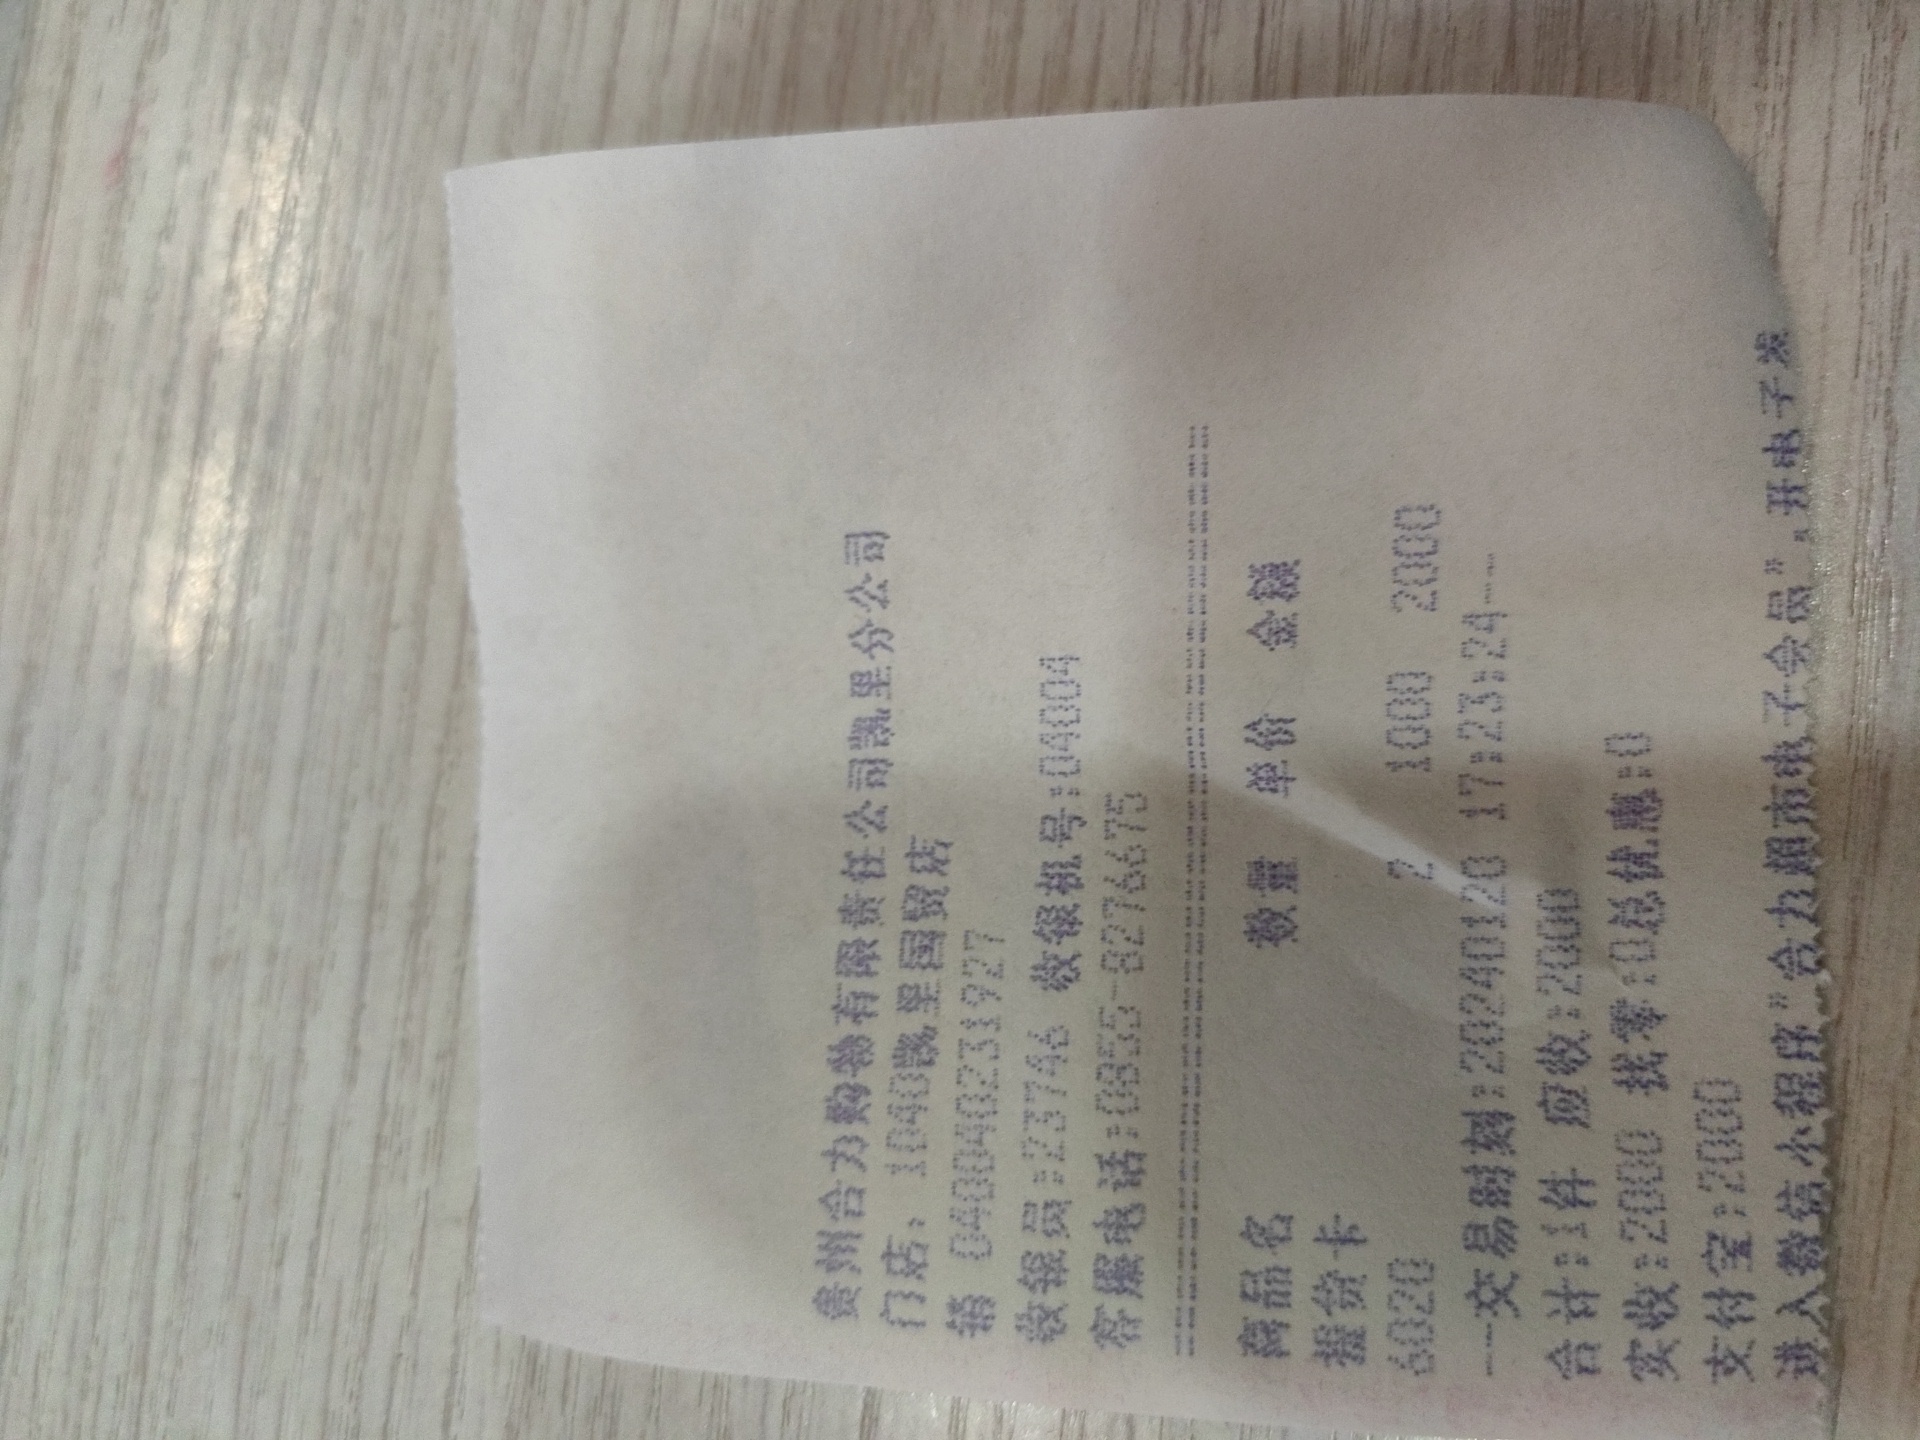 贵州合力购物有限责任公司凯里分公司
门店: 1040凯里国贸店
销 0400402319​27
收银员:23746 收银机号:04004
客服电话:0855-8276675
==================================
商品名 数量 单价 金额
提货卡
6020 2 1000 2000
---交易时刻:20240120 17:23:24---
合计:1件 应收:2000
实收:2000 找零:0总优惠:0
支付宝:2000
进入微信小程序"合力超市电子会员",开电子发